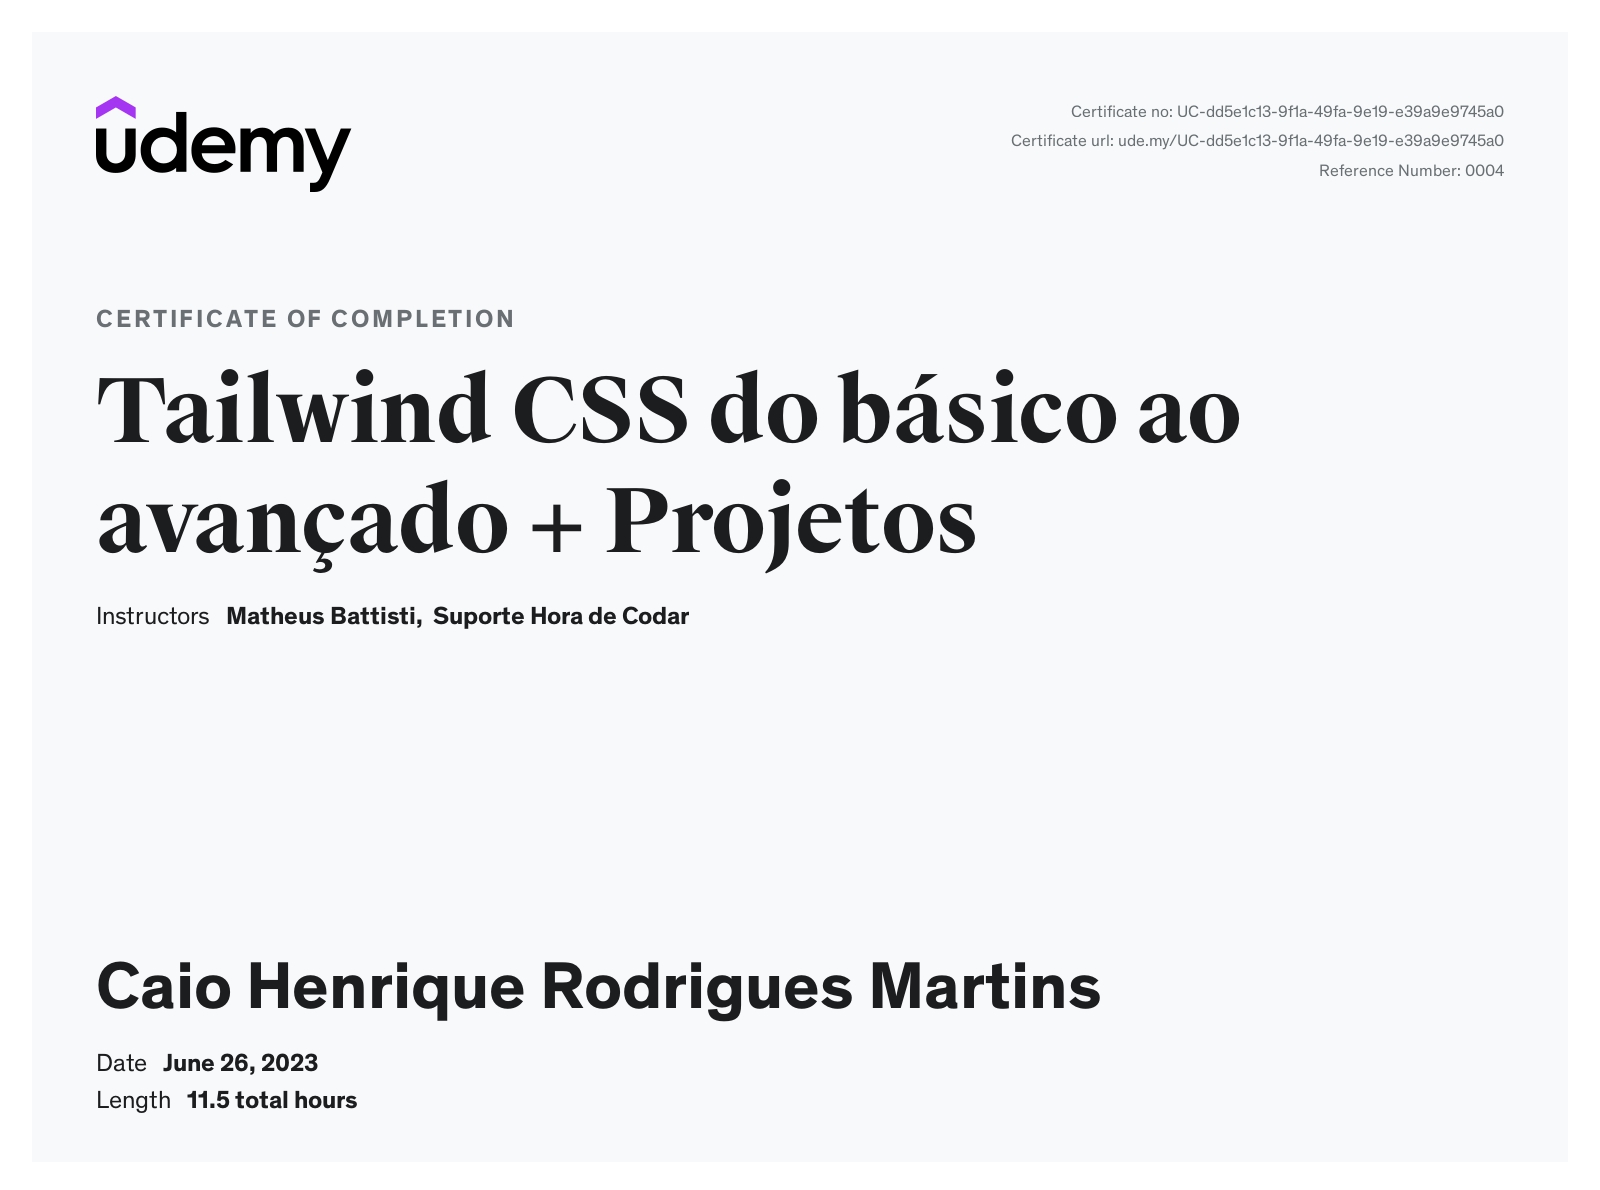 udemy
Certificate no: UC-dd5e1c13-9f1a-49fa-9e19-e39a9e9745a0
Certificate url: ude.my/UC-dd5e1c13-9f1a-49fa-9e19-e39a9e9745a0
Reference Number: 0004
CERTIFICATE OF COMPLETION
Tailwind CSS do básico ao
avançado + Projetos
Instructors Matheus Battisti, Suporte Hora de Codar
Caio Henrique Rodrigues Martins
Date June 26, 2023
Length 11.5 total hours